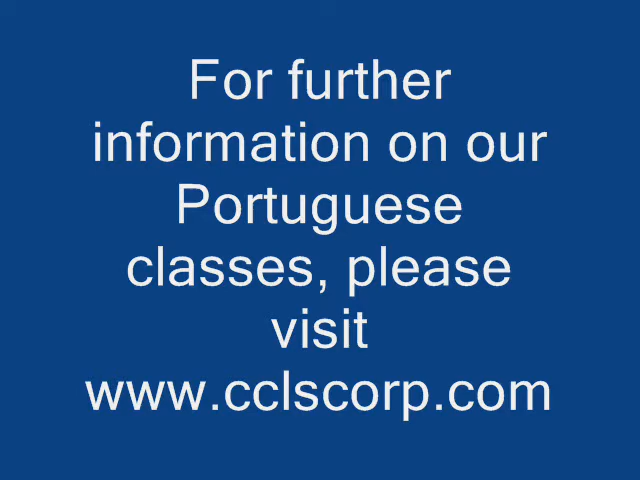 For further
information on our
Portuguese
classes, please
visit
www.cclscorp.com